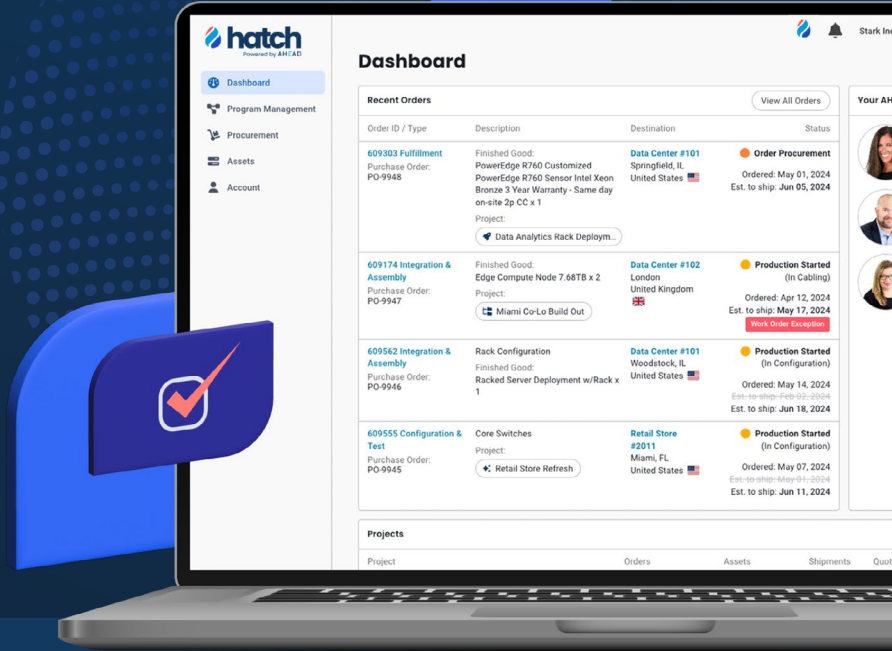 hatch
Powered by AHEAD
Stark Inc
Dashboard
Program Management
Procurement
Assets
Account
Dashboard
Recent Orders
View All Orders
Order ID / Type Description Destination Status
609303 Fulfillment
Purchase Order:
PO-9948
Finished Good:
PowerEdge R760 Customized
PowerEdge R760 Sensor Intel Xeon
Bronze 3 Year Warranty - Same day
on-site 2p CC x 1
Project:
Data Analytics Rack Deploym...
Data Center #101
Springfield, IL
United States
Order Procurement
Ordered: May 01, 2024
Est. to ship: Jun 05, 2024
609174 Integration &
Assembly
Purchase Order:
PO-9947
Finished Good:
Edge Compute Node 7.68TB x 2
Project:
Miami Co-Lo Build Out
Data Center #102
London
United Kingdom
Production Started
(In Cabling)
Ordered: Apr 12, 2024
Est. to ship: May 17, 2024
Work Order Exception
609562 Integration &
Assembly
Purchase Order:
PO-9946
Rack Configuration
Finished Good:
Racked Server Deployment w/Rack x
1
Data Center #101
Woodstock, IL
United States
Production Started
(In Configuration)
Ordered: May 14, 2024
Est. to ship: Feb 02, 2024
Est. to ship: Jun 18, 2024
609555 Configuration &
Test
Purchase Order:
PO-9945
Core Switches
Project:
Retail Store Refresh
Retail Store
#2011
Miami, FL
United States
Production Started
(In Configuration)
Ordered: May 07, 2024
Est. to ship: May 01, 2024
Est. to ship: Jun 11, 2024
Your AH
Projects
Project Orders Assets Shipments Quot